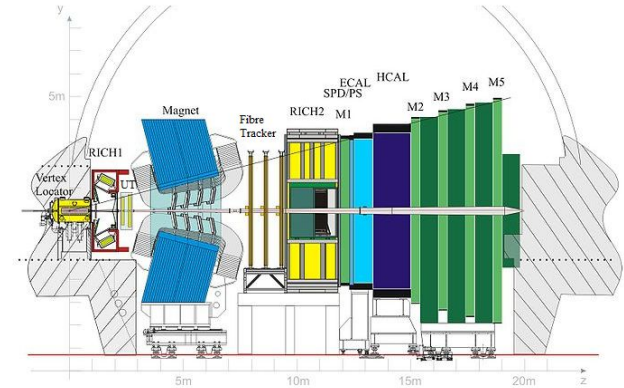 y
5m
Magnet
Fibre
Tracker
RICH2
SPD/PS
ECAL
HCAL
M1
M2
M3
M4
M5
RICH1
Vertex
Locator
UT
5m
10m
15m
20m
z